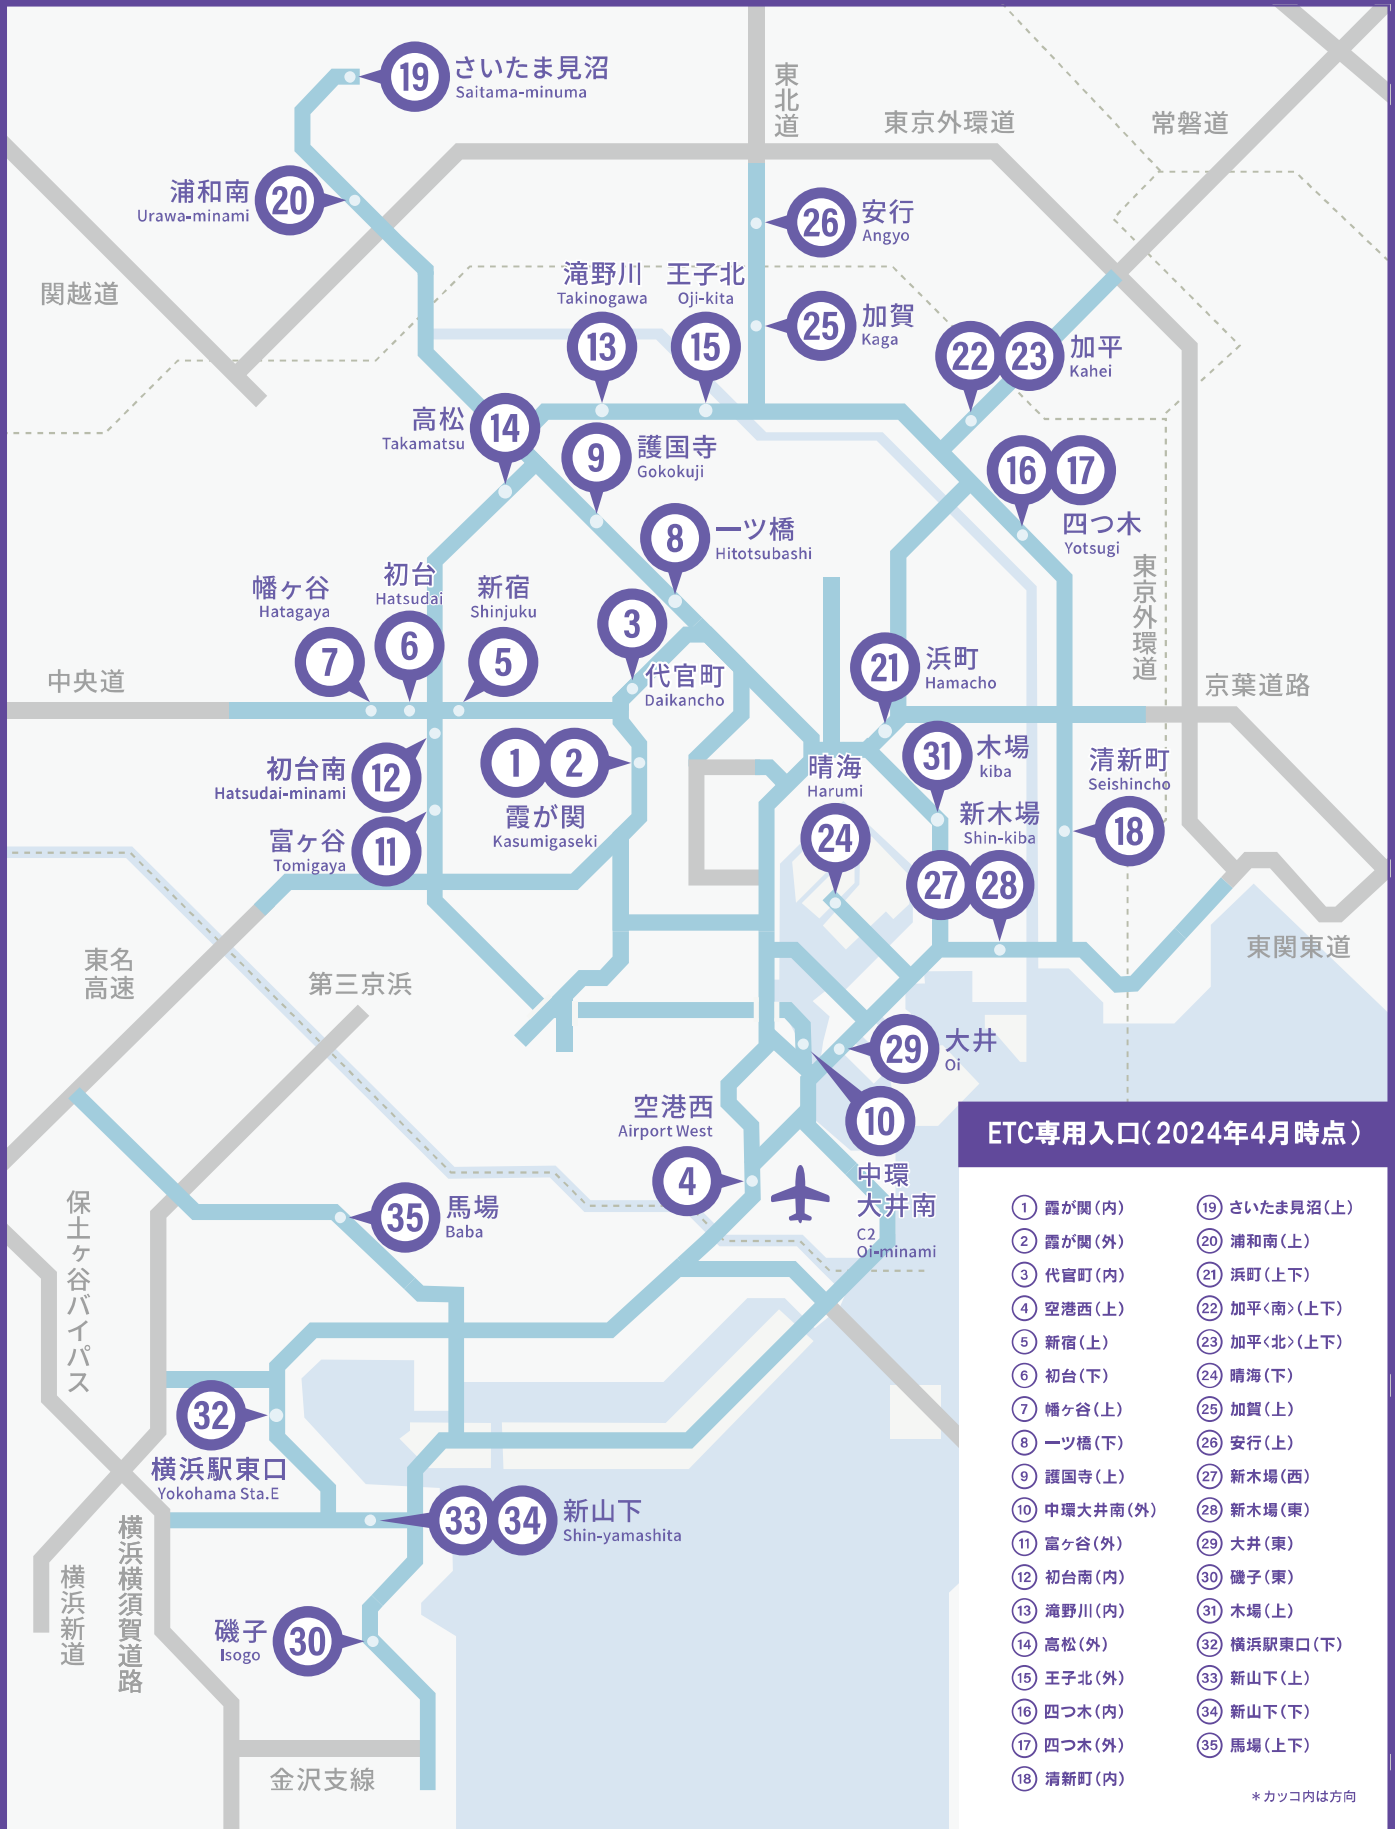 19
さいたま見沼
Saitama-minuma
東北道
東京外環道
常磐道
浦和南
Urawa-minami
20
26
安行
Angyo
関越道
滝野川
Takinogawa
王子北
Oji-kita
13
15
25
加賀
Kaga
22
23
加平
Kahei
高松
Takamatsu
14
9
護国寺
Gokokuji
16
17
四つ木
Yotsugi
8
一ツ橋
Hitotsubashi
東京外環道
幡ヶ谷
Hatagaya
初台
Hatsudai
新宿
Shinjuku
7
6
5
3
代官町
Daikancho
中央道
21
浜町
Hamacho
京葉道路
初台南
Hatsudai-minami
12
1
2
霞が関
Kasumigaseki
31
木場
kiba
晴海
Harumi
24
清新町
Seishincho
18
富ヶ谷
Tomigaya
11
新木場
Shin-kiba
27
28
東名
高速
第三京浜
東関東道
29
大井
Oi
10
中環
大井南
C2
Oi-minami
空港西
Airport West
4
35
馬場
Baba
保土ヶ谷バイパス
32
横浜駅東口
Yokohama Sta.E
33
34
新山下
Shin-yamashita
横浜新道
横浜横須賀道路
磯子
Isogo
30
金沢支線
ETC専用入口(2024年4月時点)
1 霞が関(内)
2 霞が関(外)
3 代官町(内)
4 空港西(上)
5 新宿(上)
6 初台(下)
7 幡ヶ谷(上)
8 一ツ橋(下)
9 護国寺(上)
10 中環大井南(外)
11 富ヶ谷(外)
12 初台南(内)
13 滝野川(内)
14 高松(外)
15 王子北(外)
16 四つ木(内)
17 四つ木(外)
18 清新町(内)
19 さいたま見沼(上)
20 浦和南(上)
21 浜町(上下)
22 加平<南>(上下)
23 加平<北>(上下)
24 晴海(下)
25 加賀(上)
26 安行(上)
27 新木場(西)
28 新木場(東)
29 大井(東)
30 磯子(東)
31 木場(上)
32 横浜駅東口(下)
33 新山下(上)
34 新山下(下)
35 馬場(上下)
*カッコ内は方向